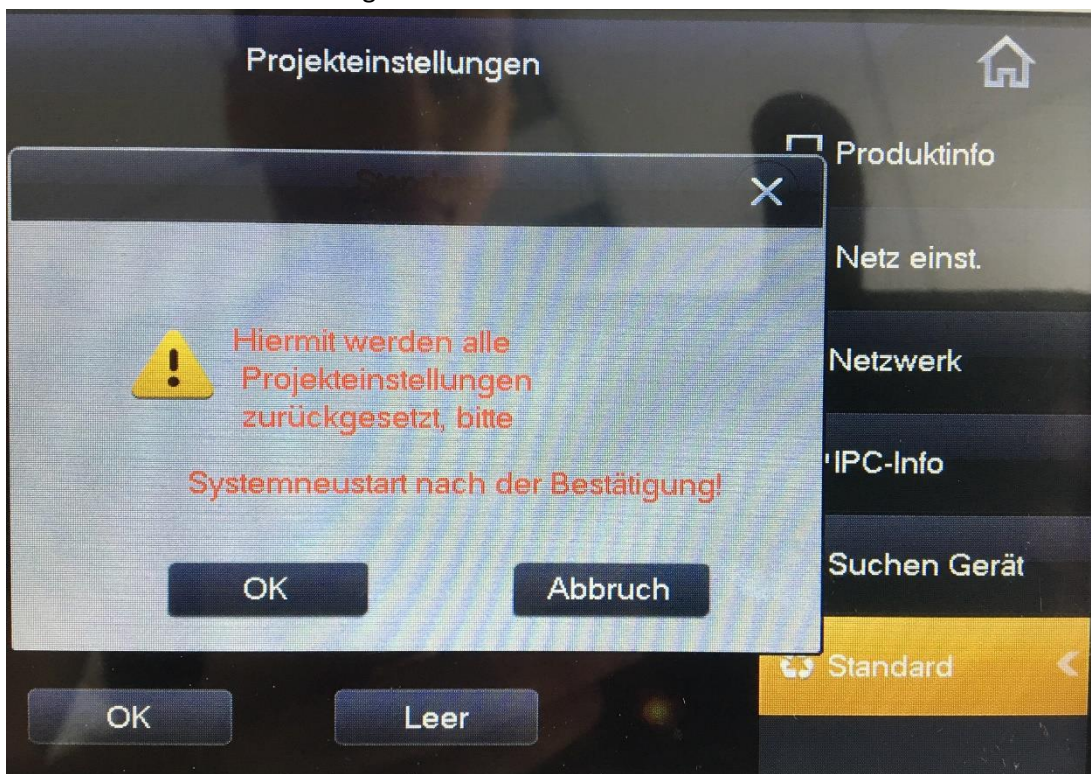 Projekteinstellungen
Produktinfo
Netz einst.
Hiermit werden alle
Projekteinstellungen
zurückgesetzt, bitte
Systemneustart nach der Bestätigung!
OK
Abbruch
Netzwerk
IPC-Info
Suchen Gerät
Standard
OK
Leer